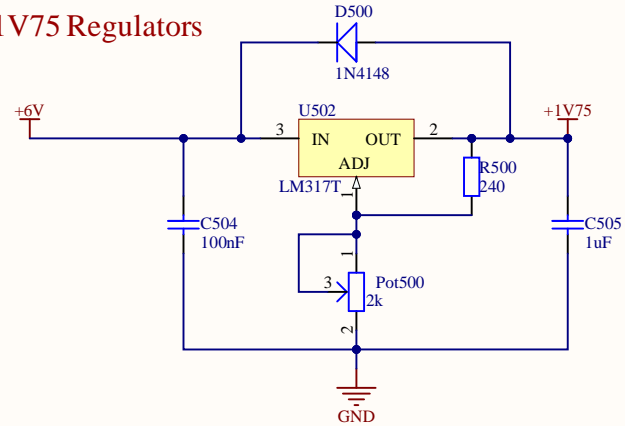 1V75 Regulators
D500
1N4148
+6V
U502
+1V75
3
IN
OUT
2
ADJ
LM317T
1
R500
240
C504
100nF
C505
1uF
1
Pot500
3
2k
2
GND